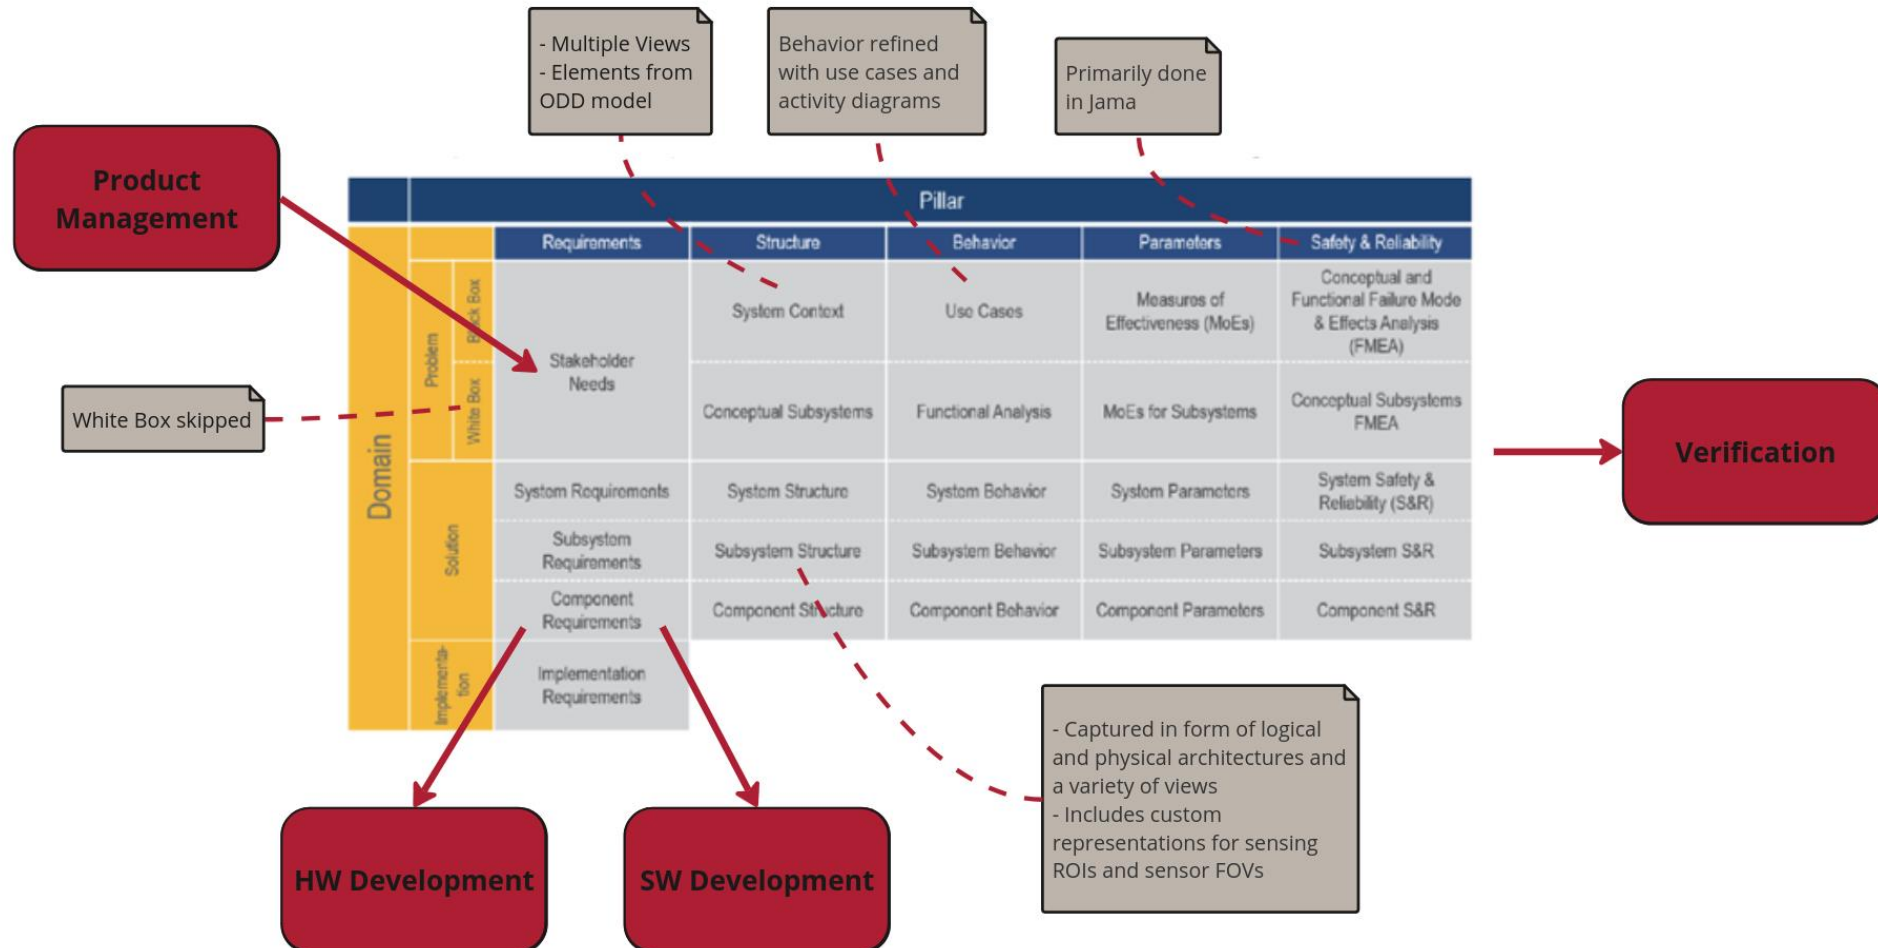 - Multiple Views
- Elements from
ODD model
Behavior refined
with use cases and
activity diagrams
Primarily done
in Jama
Product
Management
Pillar
Requirements
Structure
Behavior
Parameters
Safety & Reliability
Domain
Problem
Black Box
Stakeholder
Needs
System Context
Use Cases
Measures of
Effectiveness (MoEs)
Conceptual and
Functional Failure Mode
& Effects Analysis
(FMEA)
White Box skipped
White Box
Conceptual Subsystems
Functional Analysis
MoEs for Subsystems
Conceptual Subsystems
FMEA
Verification
Solution
System Requirements
System Structure
System Behavior
System Parameters
System Safety &
Reliability (S&R)
Subsystem
Requirements
Subsystem Structure
Subsystem Behavior
Subsystem Parameters
Subsystem S&R
Component
Requirements
Component Structure
Component Behavior
Component Parameters
Component S&R
Implementa-
tion
Implementation
Requirements
- Captured in form of logical
and physical architectures and
a variety of views
- Includes custom
representations for sensing
ROIs and sensor FOVs
HW Development
SW Development